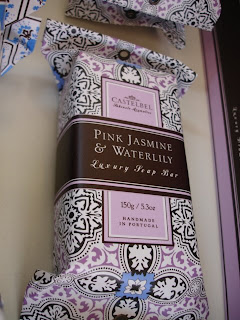 CASTELBEL
PINK JASMINE
& WATERLILY
Luxury Soap Bar
150g / 5.3oz
HANDMADE
IN PORTUGAL